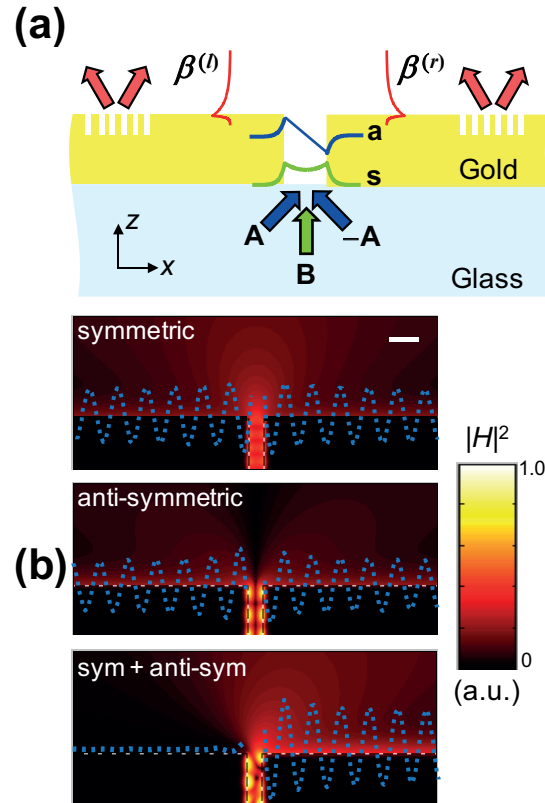 (a)
β(l)
β(r)
a
s
Gold
A
–A
B
z
x
Glass
symmetric
|H|2
1.0
anti-symmetric
(b)
sym + anti-sym
0
(a.u.)